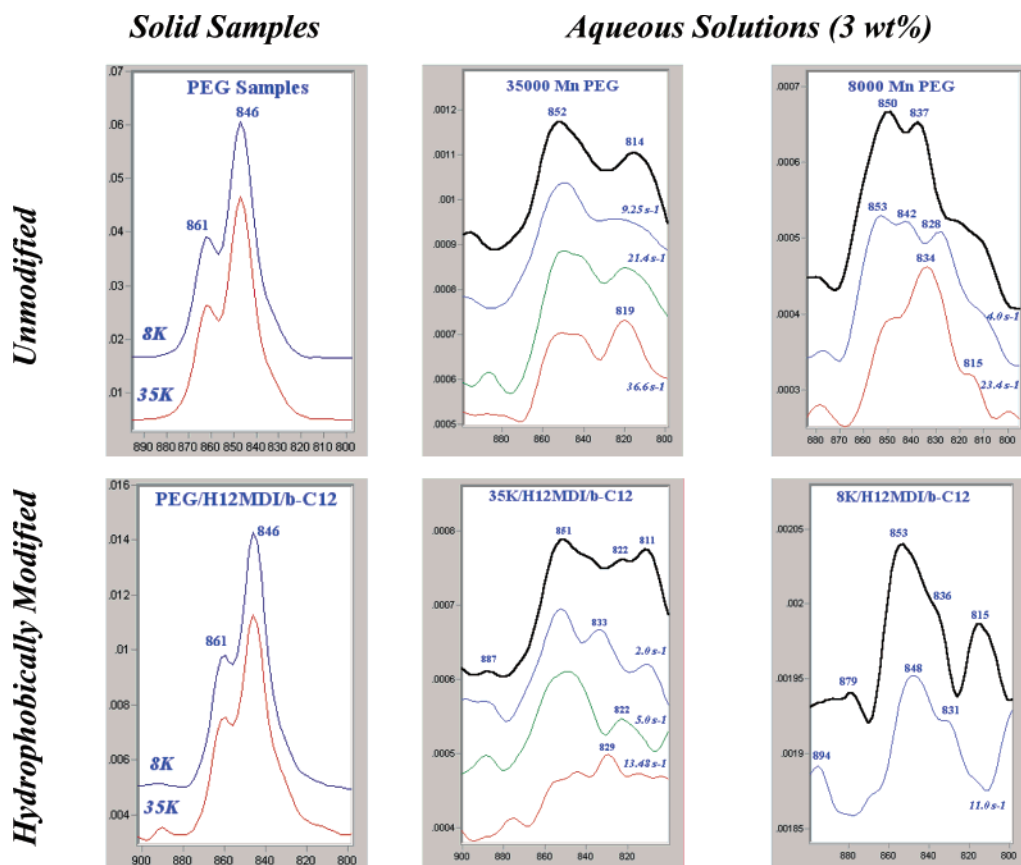 Solid Samples
Aqueous Solutions (3 wt%)
Unmodified
.07
.06
.05
.04
.03
.02
.01
PEG Samples
846
861
8K
35K
890 880 870 860 850 840 830 820 810 800
.0012
.0011
.001
.0009
.0008
.0007
.0006
.0005
35000 Mn PEG
852
814
9.25 s-1
21.4 s-1
819
36.6 s-1
880 860 840 820 800
.0007
.0006
.0005
.0004
.0003
8000 Mn PEG
850
837
853
842
828
834
4.0 s-1
815
23.4 s-1
880 870 860 850 840 830 820 810 800
Hydrophobically Modified
.016
.014
.012
.01
.008
.006
.004
PEG/H12MDI/b-C12
846
861
8K
35K
900 880 860 840 820 800
.0008
.0007
.0006
.0005
.0004
35K/H12MDI/b-C12
851
822
811
887
833
2.0 s-1
822
5.0 s-1
829
13.48 s-1
900 880 860 840 820
.00205
.002
.00195
.0019
.00185
8K/H12MDI/b-C12
853
836
815
879
848
831
894
11.0 s-1
880 860 840 820 800